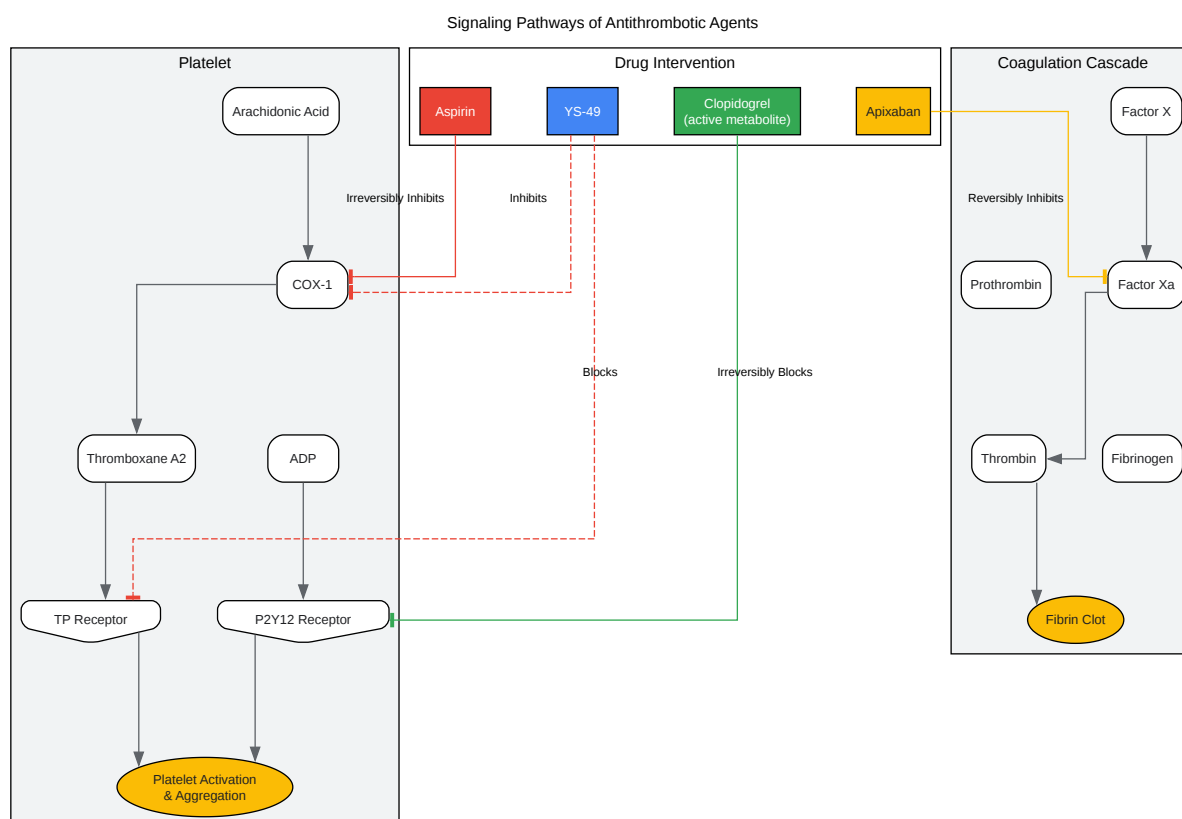 Signaling Pathways of Antithrombotic Agents
Platelet
Drug Intervention
Coagulation Cascade
Arachidonic Acid
Aspirin
YS-49
Clopidogrel
(active metabolite)
Apixaban
Factor X
Irreversibly Inhibits
Inhibits
Reversibly Inhibits
COX-1
Prothrombin
Factor Xa
Blocks
Irreversibly Blocks
Thromboxane A2
ADP
Thrombin
Fibrinogen
TP Receptor
P2Y12 Receptor
Fibrin Clot
Platelet Activation
& Aggregation